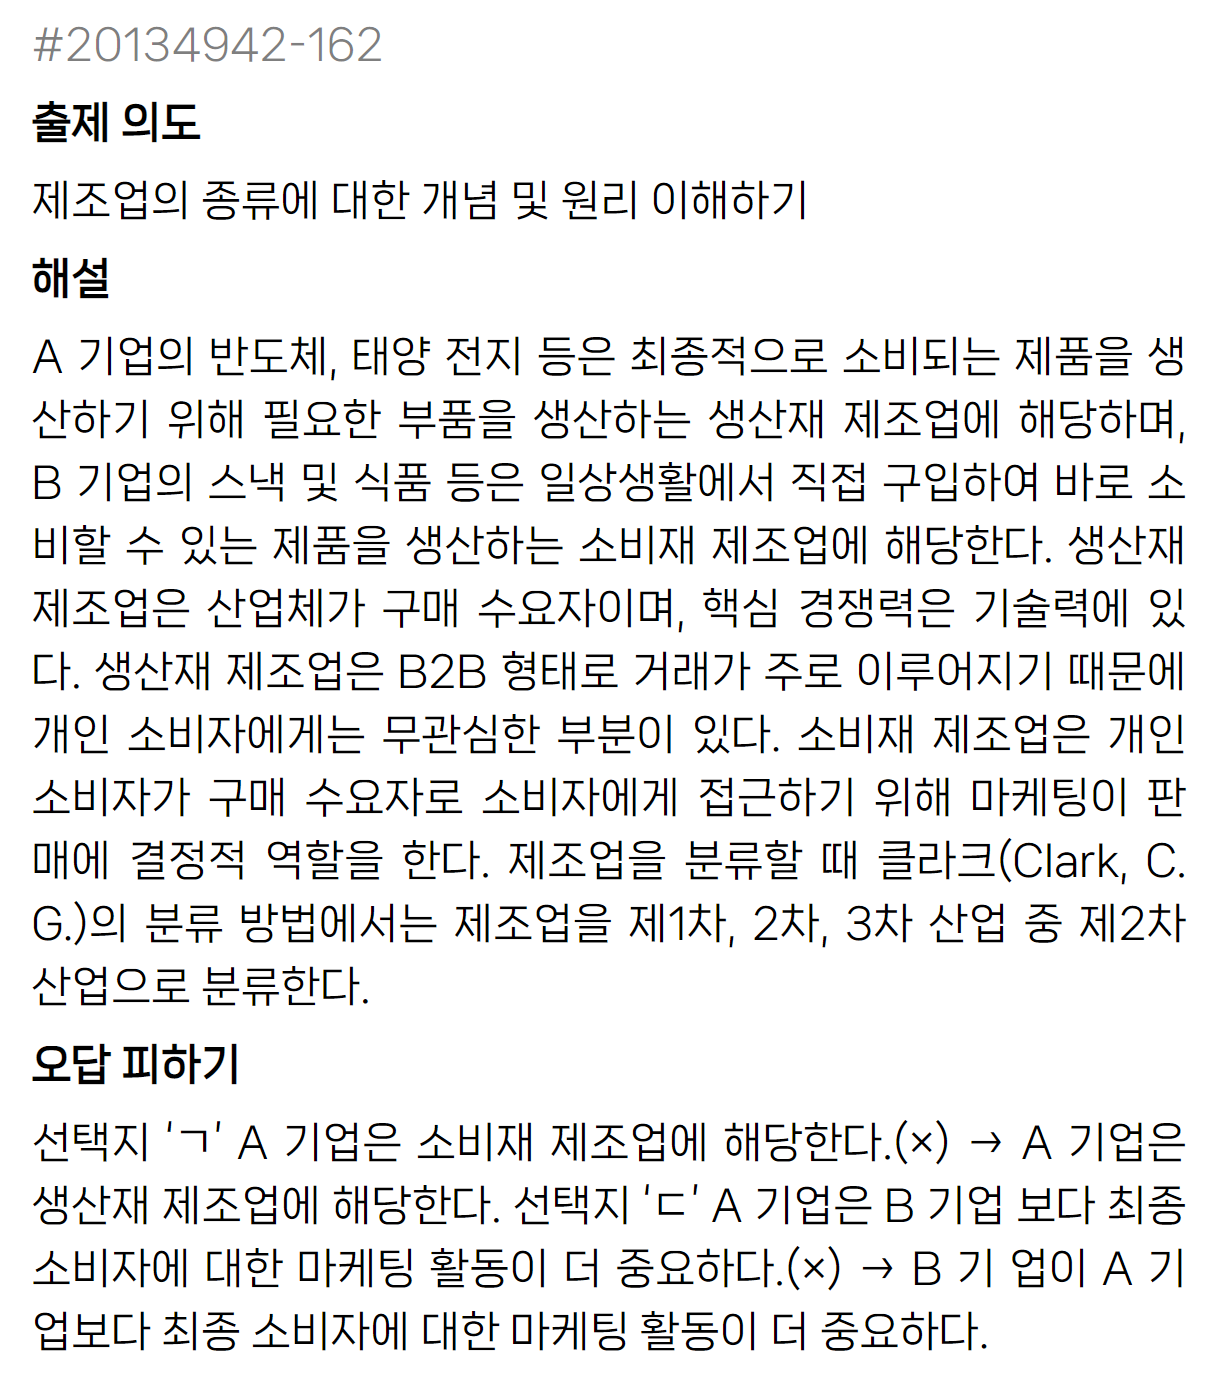 #20134942-162
출제 의도
제조업의 종류에 대한 개념 및 원리 이해하기
해설
A 기업의 반도체, 태양 전지 등은 최종적으로 소비되는 제품을 생
산하기 위해 필요한 부품을 생산하는 생산재 제조업에 해당하며,
B 기업의 스낵 및 식품 등은 일상생활에서 직접 구입하여 바로 소
비할 수 있는 제품을 생산하는 소비재 제조업에 해당한다. 생산재
제조업은 산업체가 구매 수요자이며, 핵심 경쟁력은 기술력에 있
다. 생산재 제조업은 B2B 형태로 거래가 주로 이루어지기 때문에
개인 소비자에게는 무관심한 부분이 있다. 소비재 제조업은 개인
소비자가 구매 수요자로 소비자에게 접근하기 위해 마케팅이 판
매에 결정적 역할을 한다. 제조업을 분류할 때 클라크(Clark, C.
G.)의 분류 방법에서는 제조업을 제1차, 2차, 3차 산업 중 제2차
산업으로 분류한다.
오답 피하기
선택지 ‘ㄱ’ A 기업은 소비재 제조업에 해당한다.(×) → A 기업은
생산재 제조업에 해당한다. 선택지 ‘ㄷ’ A 기업은 B 기업 보다 최종
소비자에 대한 마케팅 활동이 더 중요하다.(×) → B 기 업이 A 기
업보다 최종 소비자에 대한 마케팅 활동이 더 중요하다.